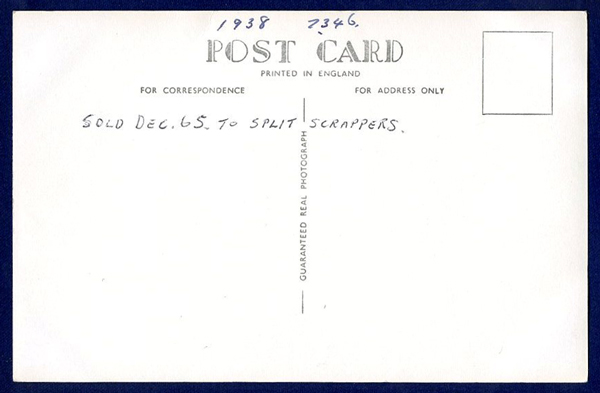 1938 7346.
POST CARD
PRINTED IN ENGLAND
FOR CORRESPONDENCE
FOR ADDRESS ONLY
SOLD DEC. 65. TO SPLIT SCRAPPERS.
GUARANTEED REAL PHOTOGRAPH